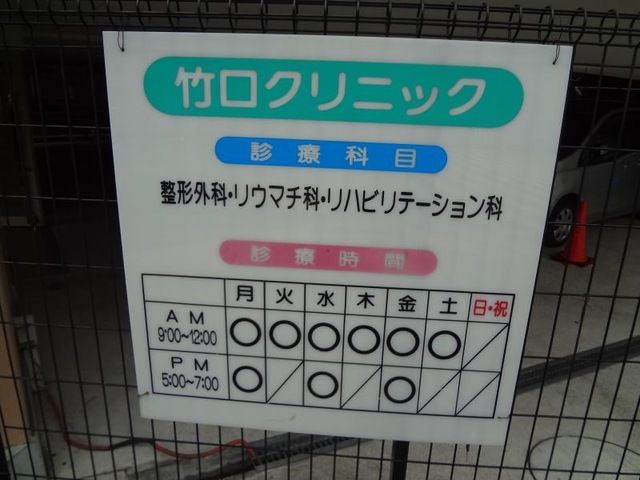 竹口クリニック
診療科目
整形外科・リウマチ科・リハビリテーション科
診療時間
月 火 水 木 金 土 日・祝
AM 9:00~12:00 ○ ○ ○ ○ ○ ○ ／
PM 5:00~7:00 ○ ／ ○ ／ ○ ／ ／